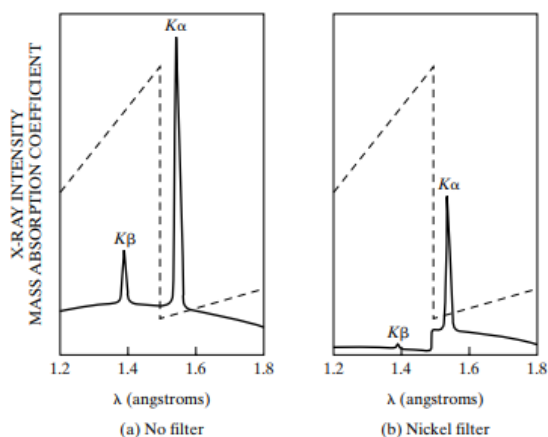 X-RAY INTENSITY
MASS ABSORPTION COEFFICIENT
Kα
Kβ
1.2 1.4 1.6 1.8
λ (angstroms)
(a) No filter
Kα
Kβ
1.2 1.4 1.6 1.8
λ (angstroms)
(b) Nickel filter